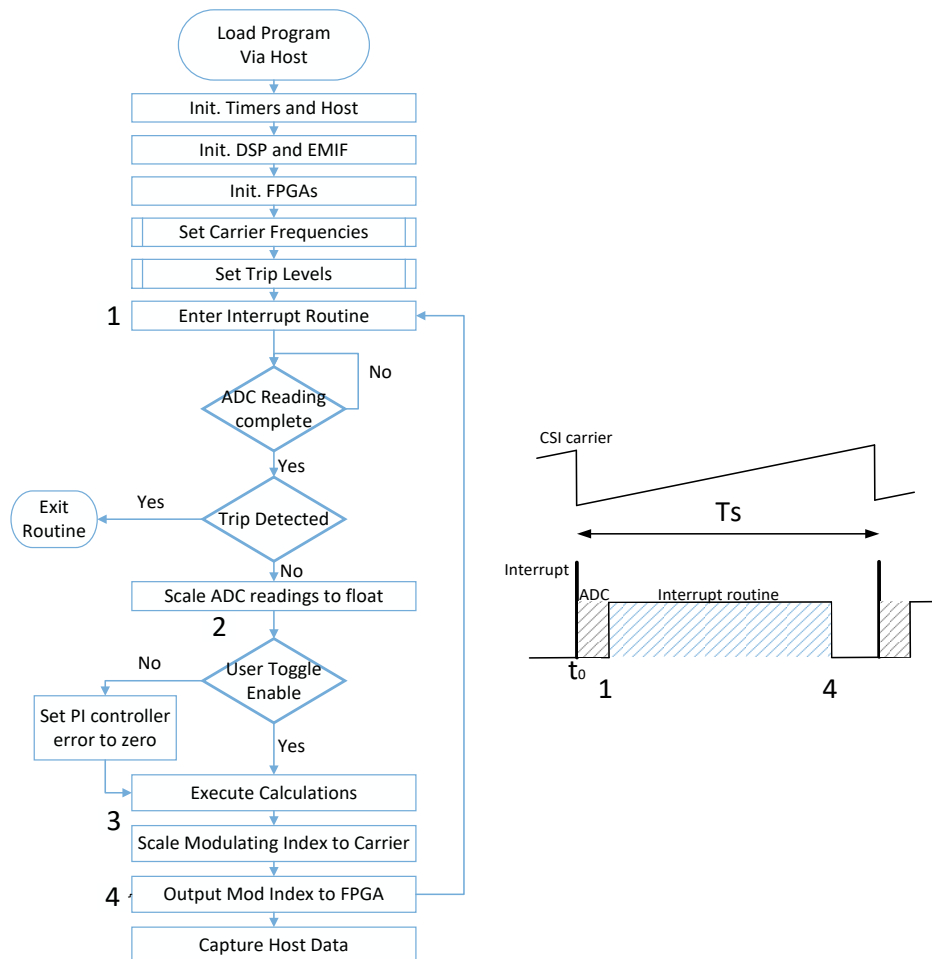 Load Program
Via Host
Init. Timers and Host
Init. DSP and EMIF
Init. FPGAs
Set Carrier Frequencies
Set Trip Levels
1
Enter Interrupt Routine
No
ADC Reading
complete
Yes
Exit
Routine
Yes
Trip Detected
No
Scale ADC readings to float
2
No
User Toggle
Enable
Set PI controller
error to zero
Yes
Execute Calculations
3
Scale Modulating Index to Carrier
4
Output Mod Index to FPGA
Capture Host Data
CSI carrier
Ts
Interrupt
ADC
Interrupt routine
t₀
1
4